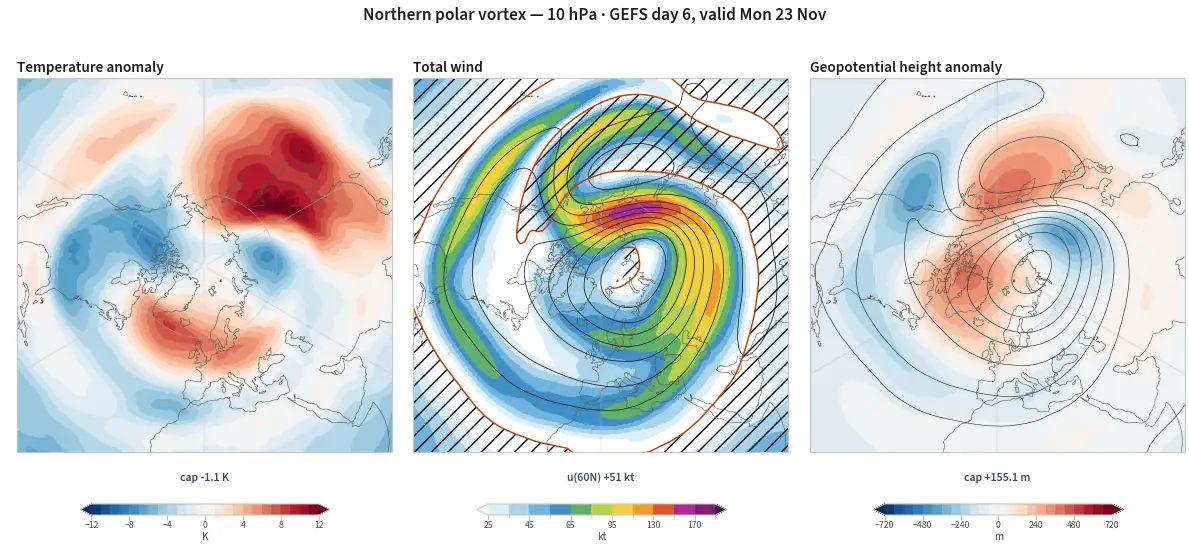 Northern polar vortex — 10 hPa · GEFS day 6, valid Mon 23 Nov
Temperature anomaly
Total wind
Geopotential height anomaly
cap -1.1 K
u(60N) +51 kt
cap +155.1 m
−12 −8 −4 0 4 8 12
K
25 45 65 95 130 170
kt
−720 −480 −240 0 240 480 720
m